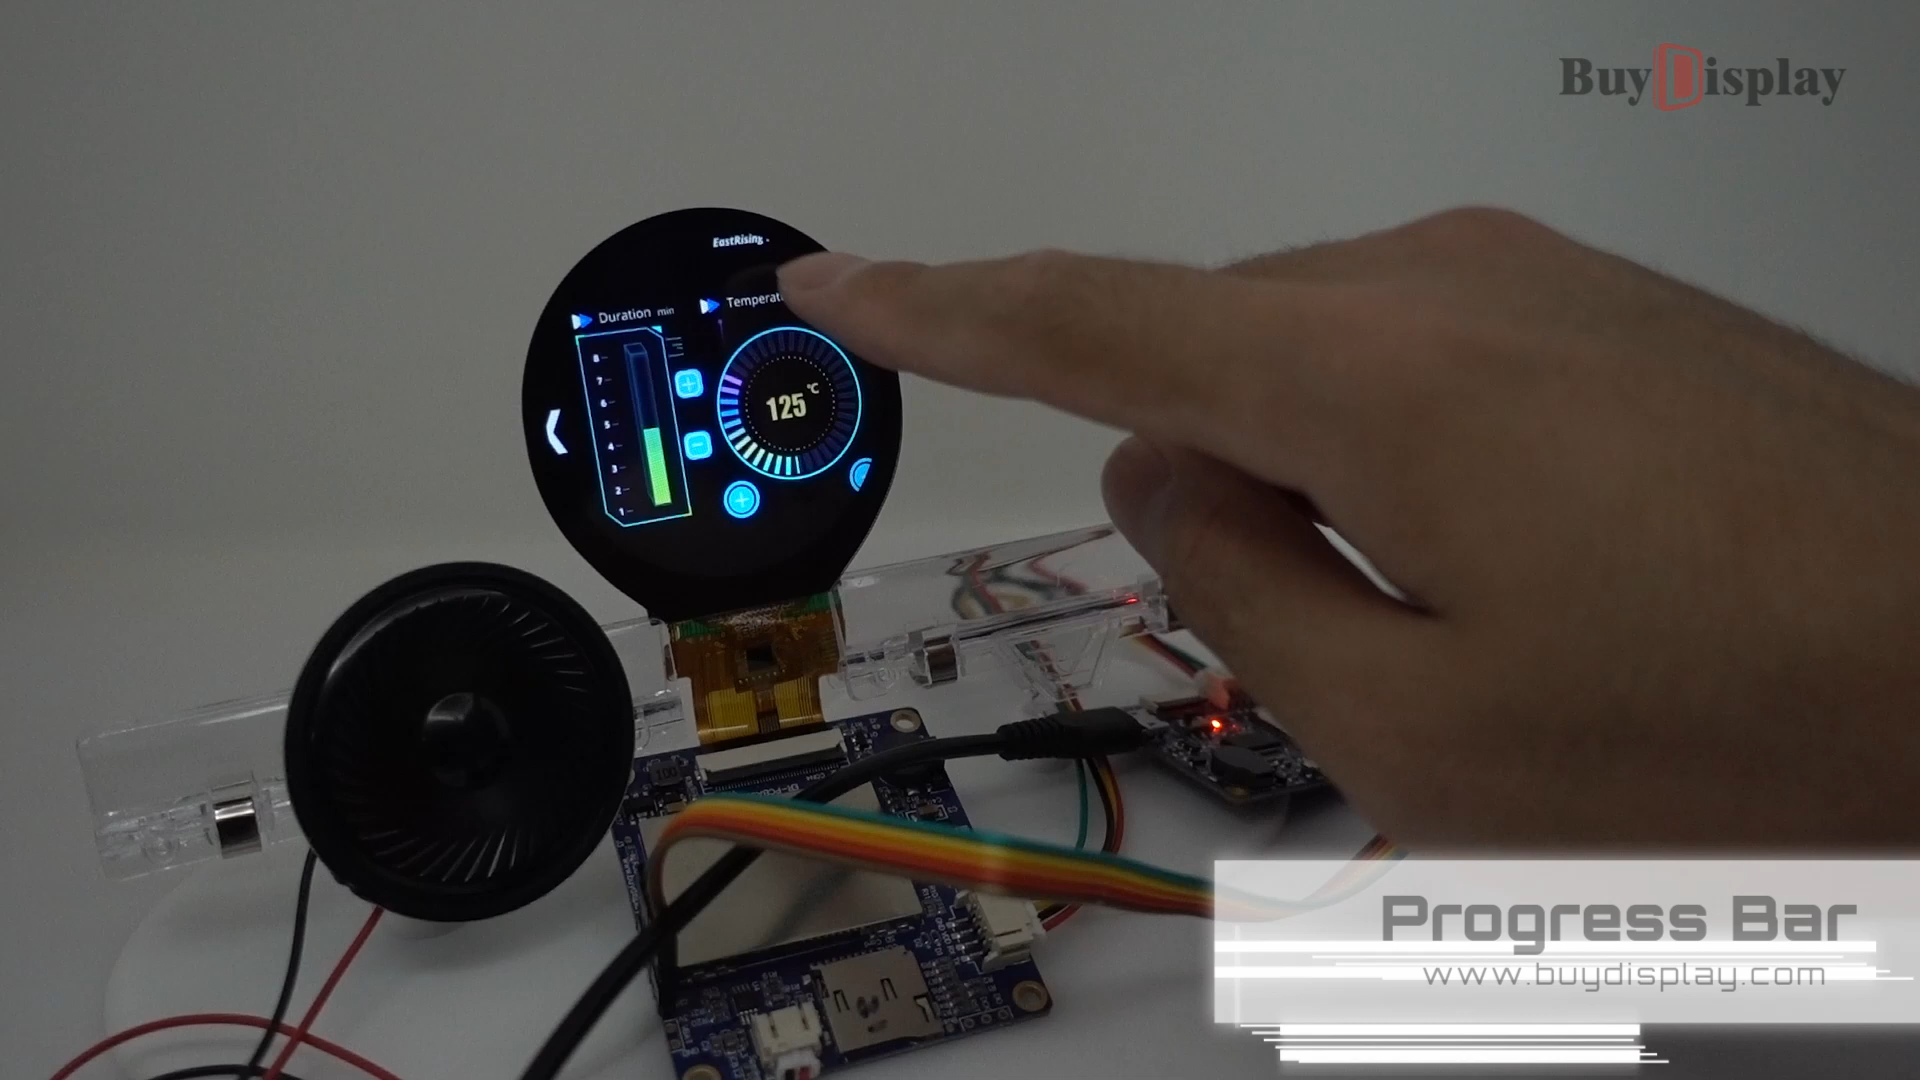 BuyDisplay
EastRising
Duration min
Temperat
8
7
6
5
4
3
2
1
125 °C
Progress Bar
www.buydisplay.com